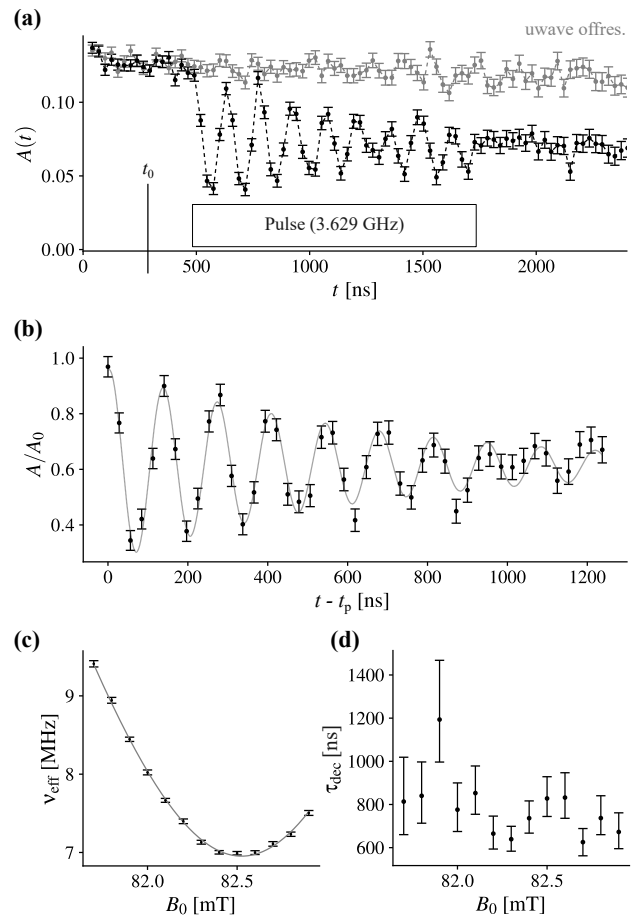 (a)
uwave offres.
0.10
0.05
0.00
A(t)
t₀
Pulse (3.629 GHz)
0 500 1000 1500 2000
t [ns]
(b)
1.0
0.8
0.6
0.4
A/A₀
0 200 400 600 800 1000 1200
t - tₚ [ns]
(c)
9
8
7
ν_eff [MHz]
82.0 82.5
B₀ [mT]
(d)
1400
1200
1000
800
600
τ_dec [ns]
82.0 82.5
B₀ [mT]